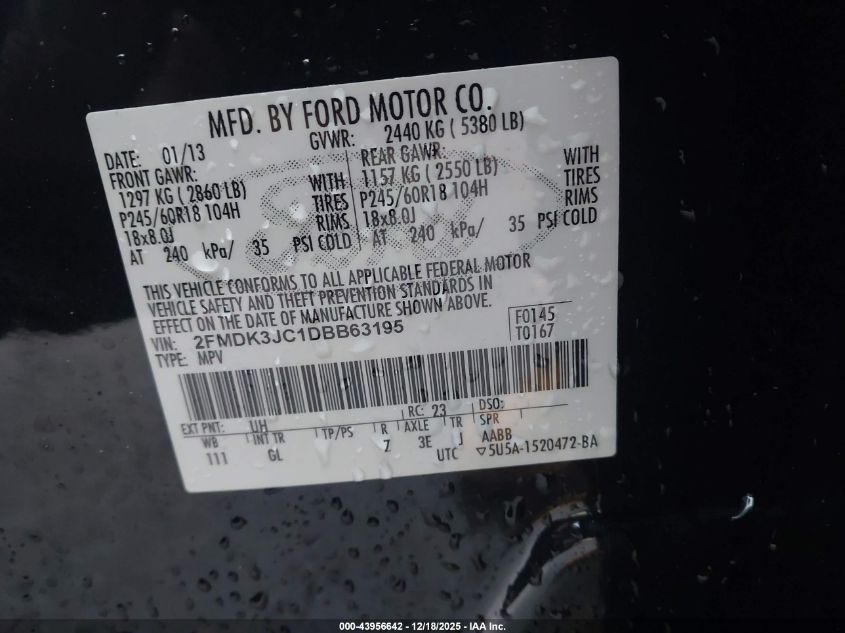 MFD. BY FORD MOTOR CO.
DATE: 01/13 GVWR: 2440 KG ( 5380 LB)
FRONT GAWR: REAR GAWR:
1297 KG ( 2860 LB) WITH 1157 KG ( 2550 LB) WITH
P245/60R18 104H TIRES P245/60R18 104H TIRES
18x8.0J RIMS 18x8.0J RIMS
AT 240 kPa/ 35 PSI COLD AT 240 kPa/ 35 PSI COLD
THIS VEHICLE CONFORMS TO ALL APPLICABLE FEDERAL MOTOR
VEHICLE SAFETY AND THEFT PREVENTION STANDARDS IN
EFFECT ON THE DATE OF MANUFACTURE SHOWN ABOVE.
VIN: 2FMDK3JC1DBB63195 F0145
TYPE: MPV T0167
EXT PNT: UH RC: 23 DSO:
WB INT TR TP/PS R AXLE TR SPR
111 GL Z 3E J AABB
UTC ▽5U5A-1520472-BA
000-43956642 - 12/18/2025 - IAA, Inc.